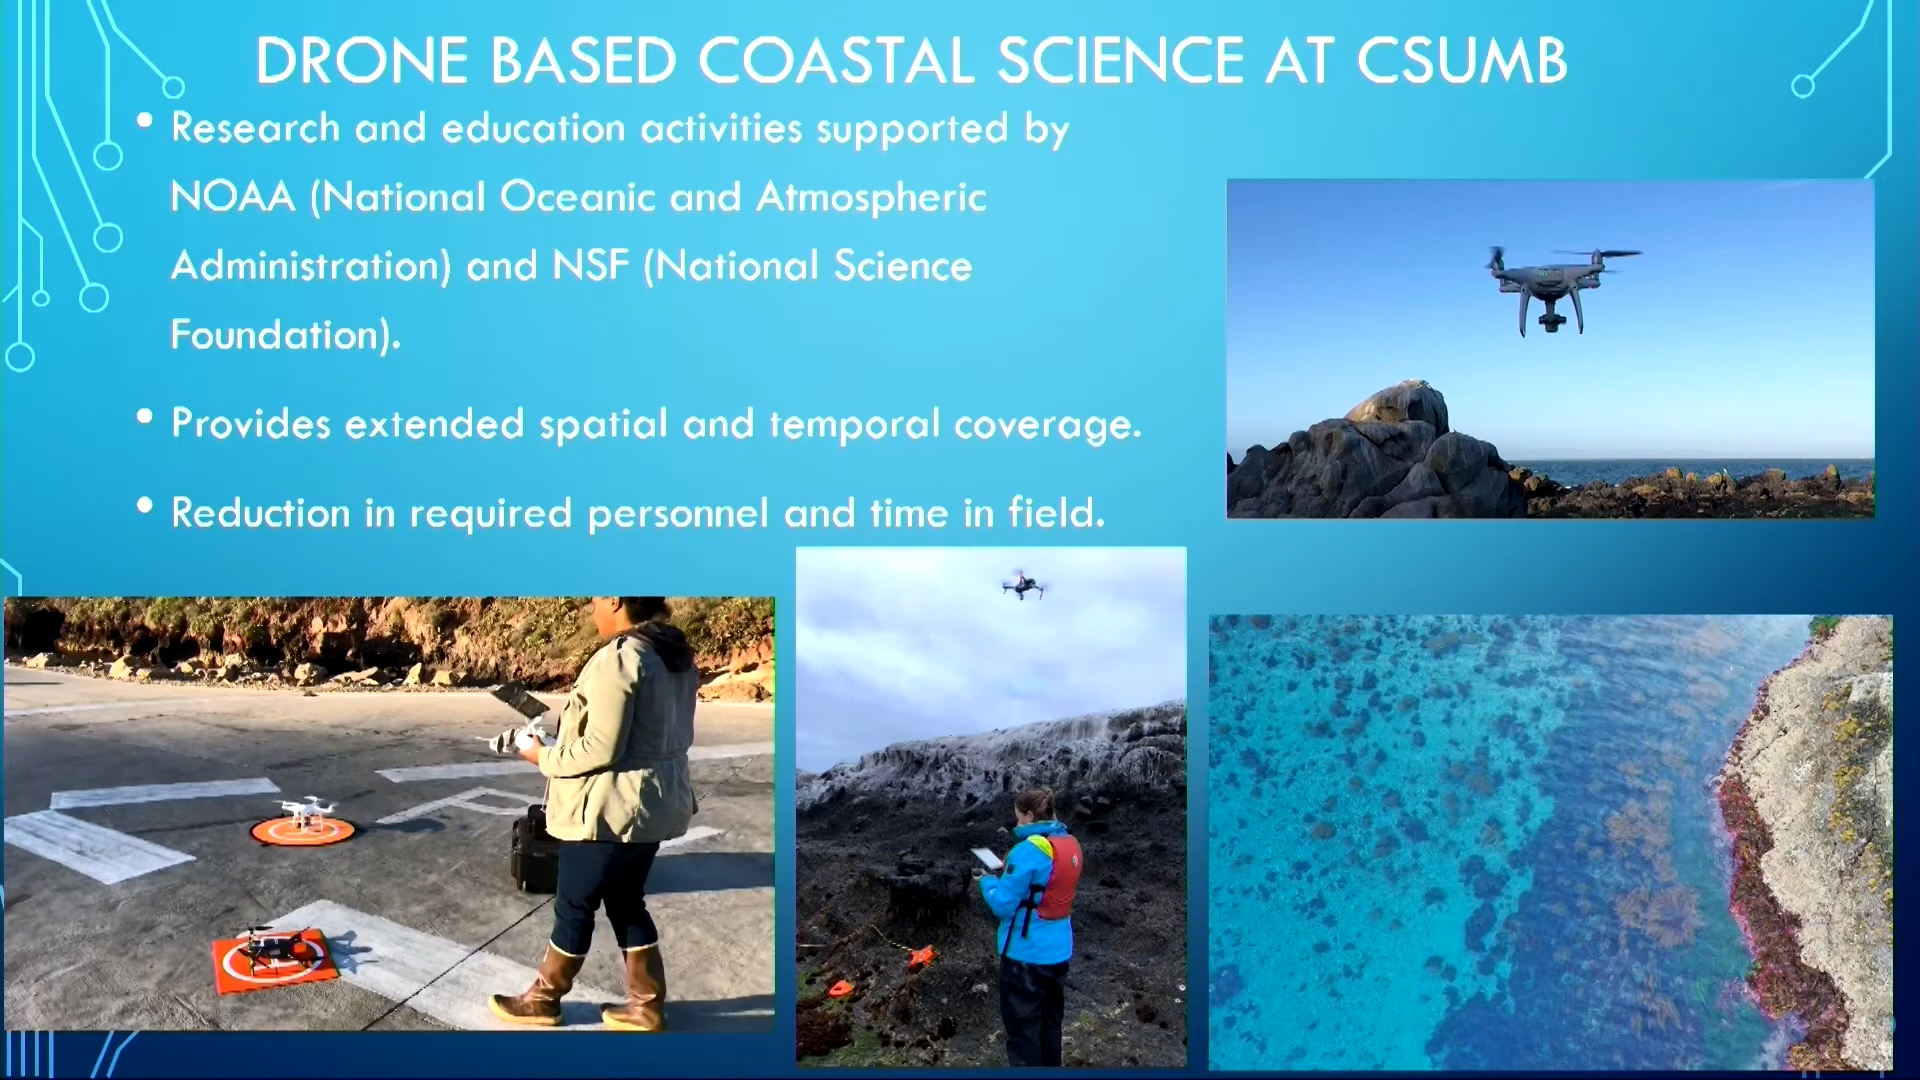 DRONE BASED COASTAL SCIENCE AT CSUMB
• Research and education activities supported by
NOAA (National Oceanic and Atmospheric
Administration) and NSF (National Science
Foundation).
• Provides extended spatial and temporal coverage.
• Reduction in required personnel and time in field.